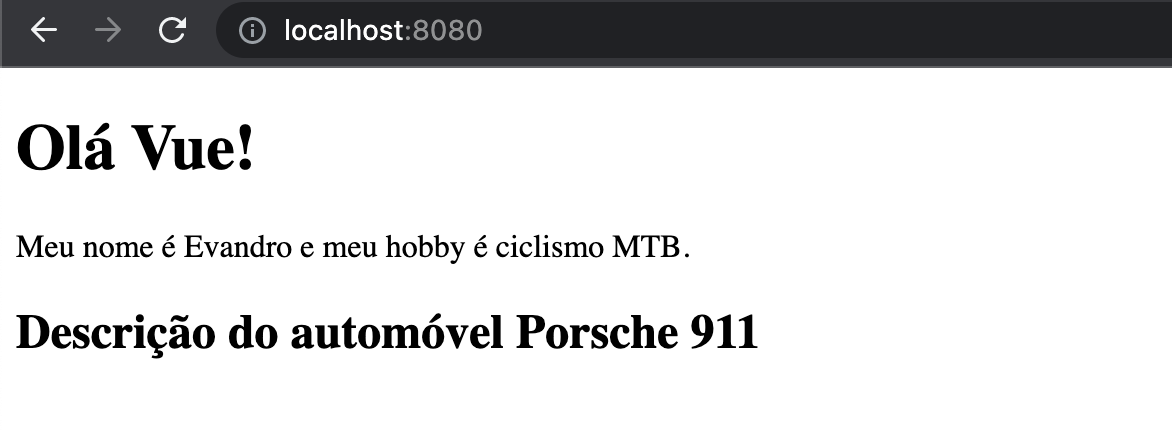 localhost:8080
Olá Vue!
Meu nome é Evandro e meu hobby é ciclismo MTB.
Descrição do automóvel Porsche 911